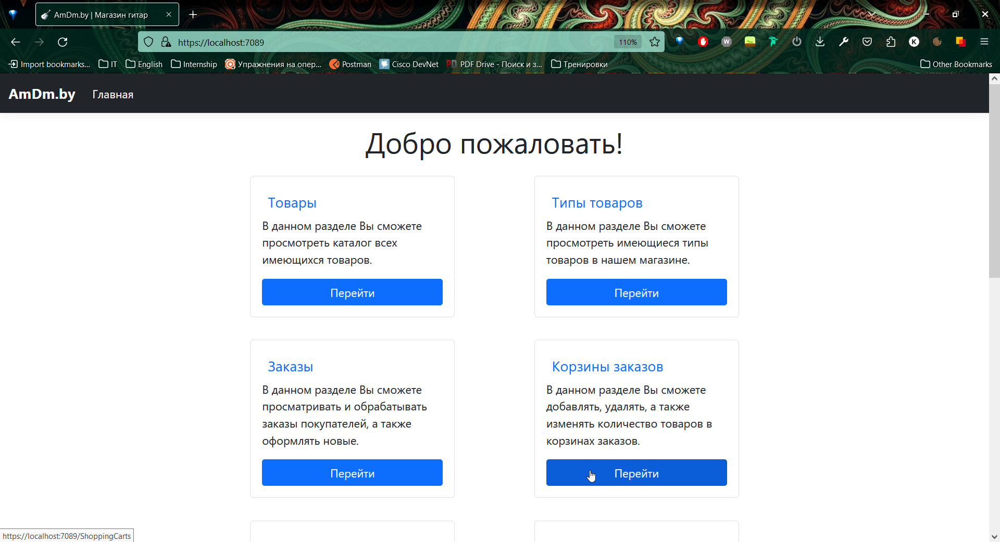 AmDm.by | Магазин гитар
https://localhost:7089
110%
Import bookmarks...
IT
English
Internship
Упражнения на опер...
Postman
Cisco DevNet
PDF Drive - Поиск и з...
Тренировки
Other Bookmarks
AmDm.by
Главная
Добро пожаловать!
Товары
В данном разделе Вы сможете
просмотреть каталог всех
имеющихся товаров.
Перейти
Типы товаров
В данном разделе Вы сможете
просмотреть имеющиеся типы
товаров в нашем магазине.
Перейти
Заказы
В данном разделе Вы сможете
просматривать и обрабатывать
заказы покупателей, а также
оформлять новые.
Перейти
Корзины заказов
В данном разделе Вы сможете
добавлять, удалять, а также
изменять количество товаров в
корзинах заказов.
Перейти
https://localhost:7089/ShoppingCarts